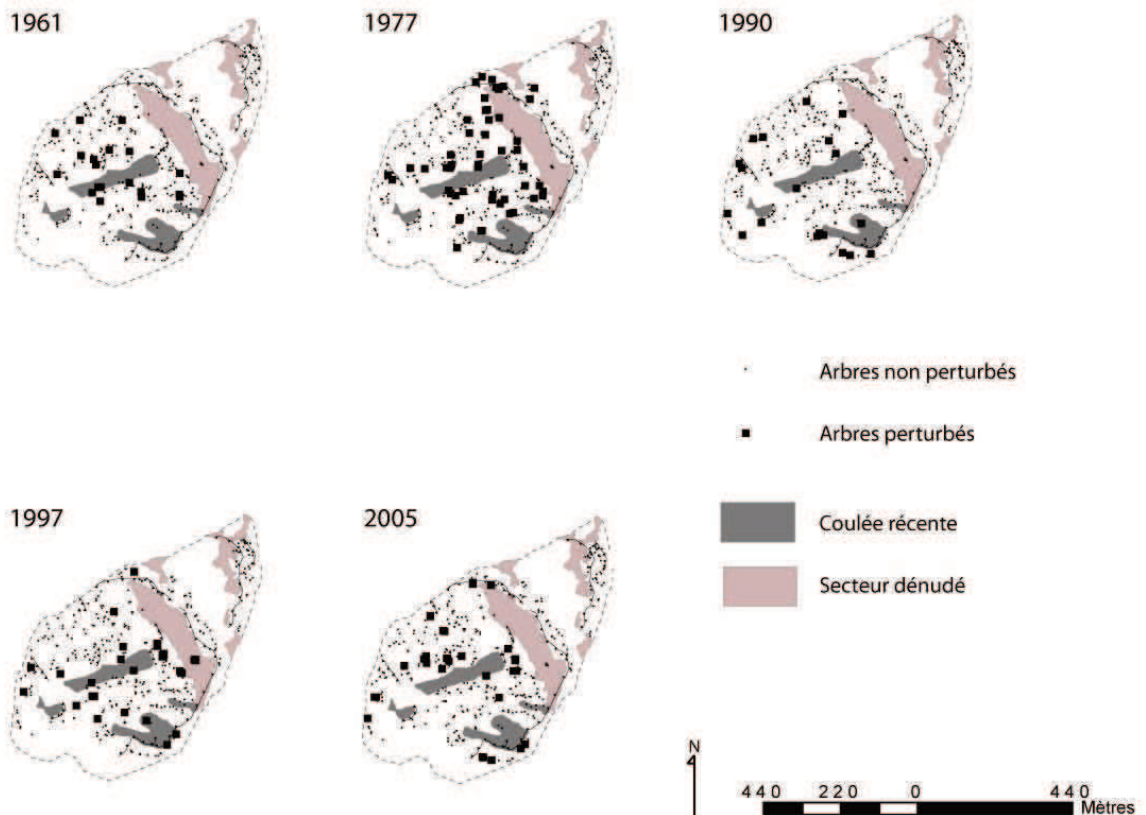 1961
1977
1990
Arbres non perturbés
Arbres perturbés
1997
2005
Coulée récente
Secteur dénudé
N
440 220 0 440
Mètres